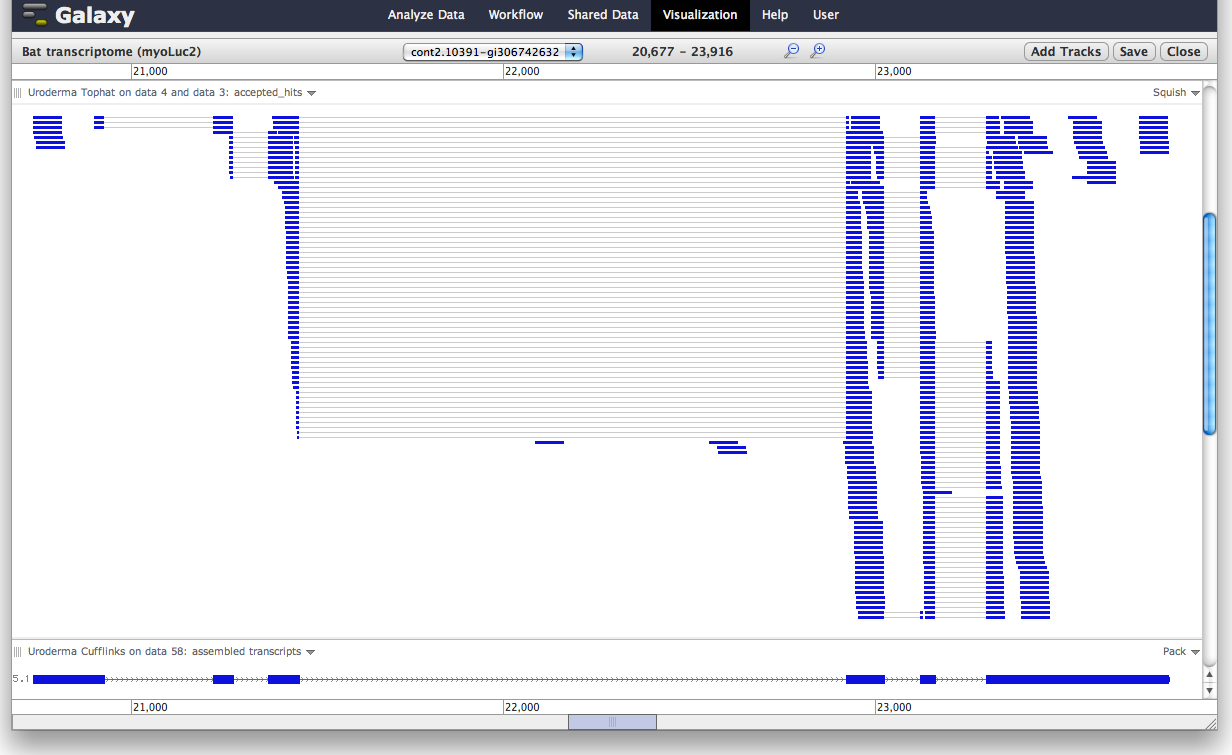 Galaxy Analyze Data Workflow Shared Data Visualization Help User
Bat transcriptome (myoLuc2) cont2.10391-gi306742632 20,677 - 23,916 Add Tracks Save Close
21,000 22,000 23,000
Uroderma Tophat on data 4 and data 3: accepted_hits Squish
Uroderma Cufflinks on data 58: assembled transcripts Pack
5.1
21,000 22,000 23,000